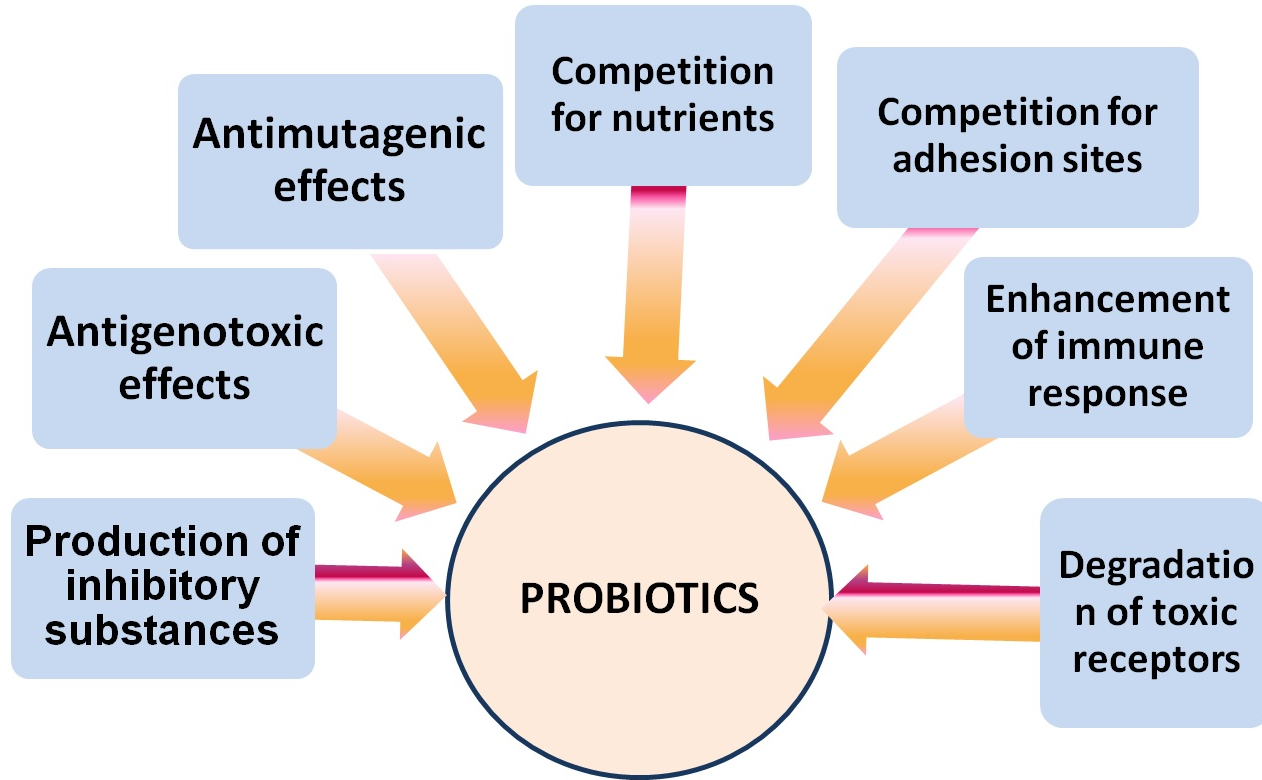 Competition
for nutrients
Competition for
adhesion sites
Antimutagenic
effects
Enhancement
of immune
response
Antigenotoxic
effects
Production of
inhibitory
substances
Degradatio
n of toxic
receptors
PROBIOTICS